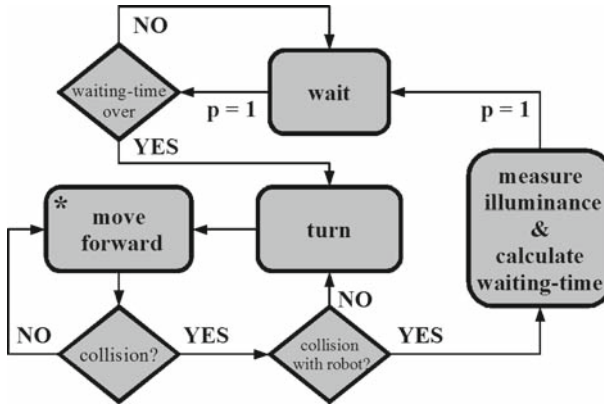 NO
waiting-time
over
wait
p = 1
p = 1
YES
*
move
forward
turn
measure
illuminance
&
calculate
waiting-time
NO
NO
collision?
YES
collision
with robot?
YES